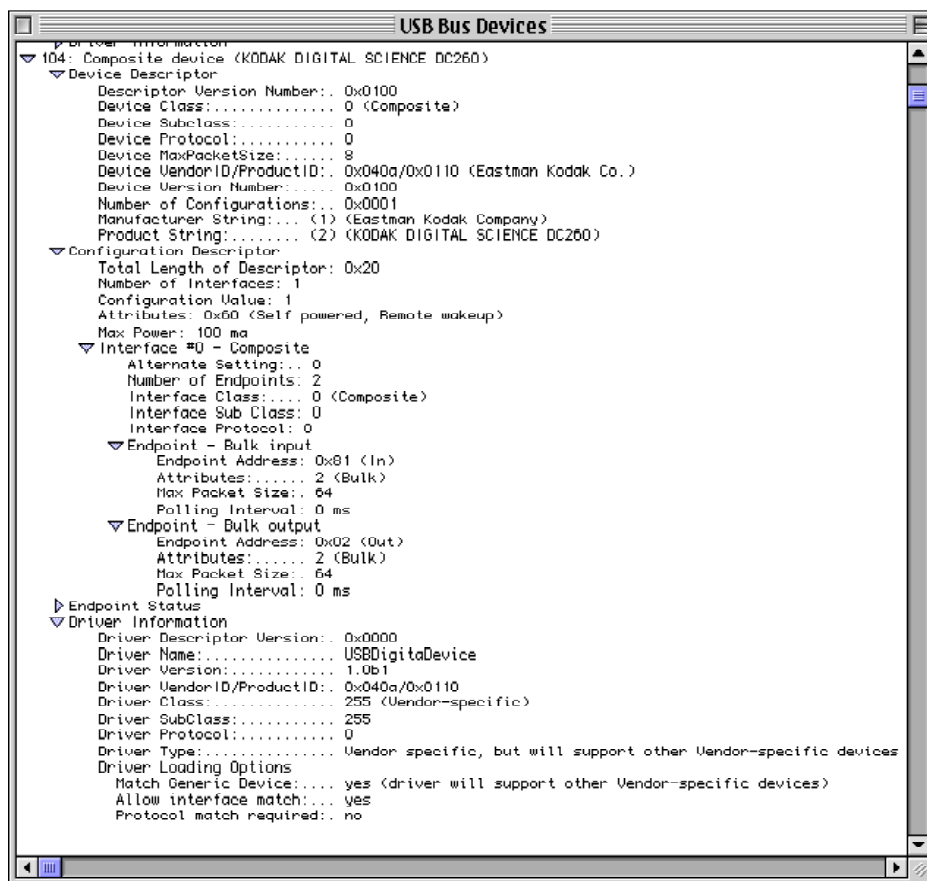 USB Bus Devices
Driver Information
104: Composite device (KODAK DIGITAL SCIENCE DC260)
Device Descriptor
Descriptor Version Number:. 0x0100
Device Class:.............. 0 (Composite)
Device Subclass:........... 0
Device Protocol:........... 0
Device MaxPacketSize:...... 8
Device VendorID/ProductID:. 0x040a/0x0110 (Eastman Kodak Co.)
Device Version Number:..... 0x0100
Number of Configurations:.. 0x0001
Manufacturer String:... (1) (Eastman Kodak Company)
Product String:........ (2) (KODAK DIGITAL SCIENCE DC260)
Configuration Descriptor
Total Length of Descriptor: 0x20
Number of Interfaces: 1
Configuration Value: 1
Attributes: 0x60 (Self powered, Remote wakeup)
Max Power: 100 ma
Interface #0 - Composite
Alternate Setting:.. 0
Number of Endpoints: 2
Interface Class:.... 0 (Composite)
Interface Sub Class: 0
Interface Protocol: 0
Endpoint - Bulk input
Endpoint Address: 0x81 (In)
Attributes:...... 2 (Bulk)
Max Packet Size:. 64
Polling Interval: 0 ms
Endpoint - Bulk output
Endpoint Address: 0x02 (Out)
Attributes:...... 2 (Bulk)
Max Packet Size:. 64
Polling Interval: 0 ms
Endpoint Status
Driver Information
Driver Descriptor Version:. 0x0000
Driver Name:............... USBDigitaDevice
Driver Version:............ 1.0b1
Driver VendorID/ProductID:. 0x040a/0x0110
Driver Class:.............. 255 (Vendor-specific)
Driver SubClass:........... 255
Driver Protocol:........... 0
Driver Type:............... Vendor specific, but will support other Vendor-specific devices
Driver Loading Options
Match Generic Device:.... yes (driver will support other Vendor-specific devices)
Allow interface match:... yes
Protocol match required:. no